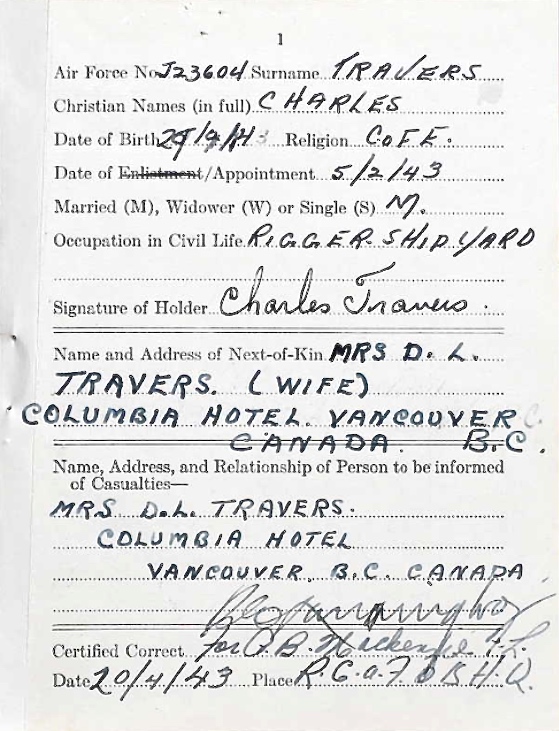 1
Air Force No. J23604 Surname TRAVERS
Christian Names (in full) CHARLES
Date of Birth Religion C OF E.
Date of Enlistment/Appointment 5/2/43
Married (M), Widower (W) or Single (S) M.
Occupation in Civil Life RIGGER. SHIPYARD
Signature of Holder Charles Travers.
Name and Address of Next-of-Kin MRS D. L.
TRAVERS. (WIFE)
COLUMBIA HOTEL. VANCOUVER
CANADA. B.C.
Name, Address, and Relationship of Person to be informed
of Casualties—
MRS D.L. TRAVERS.
COLUMBIA HOTEL
VANCOUVER. B.C. CANADA
Certified Correct for Mackenzie F/L
Date 20/4/43 Place R.C.A.F. H.Q.